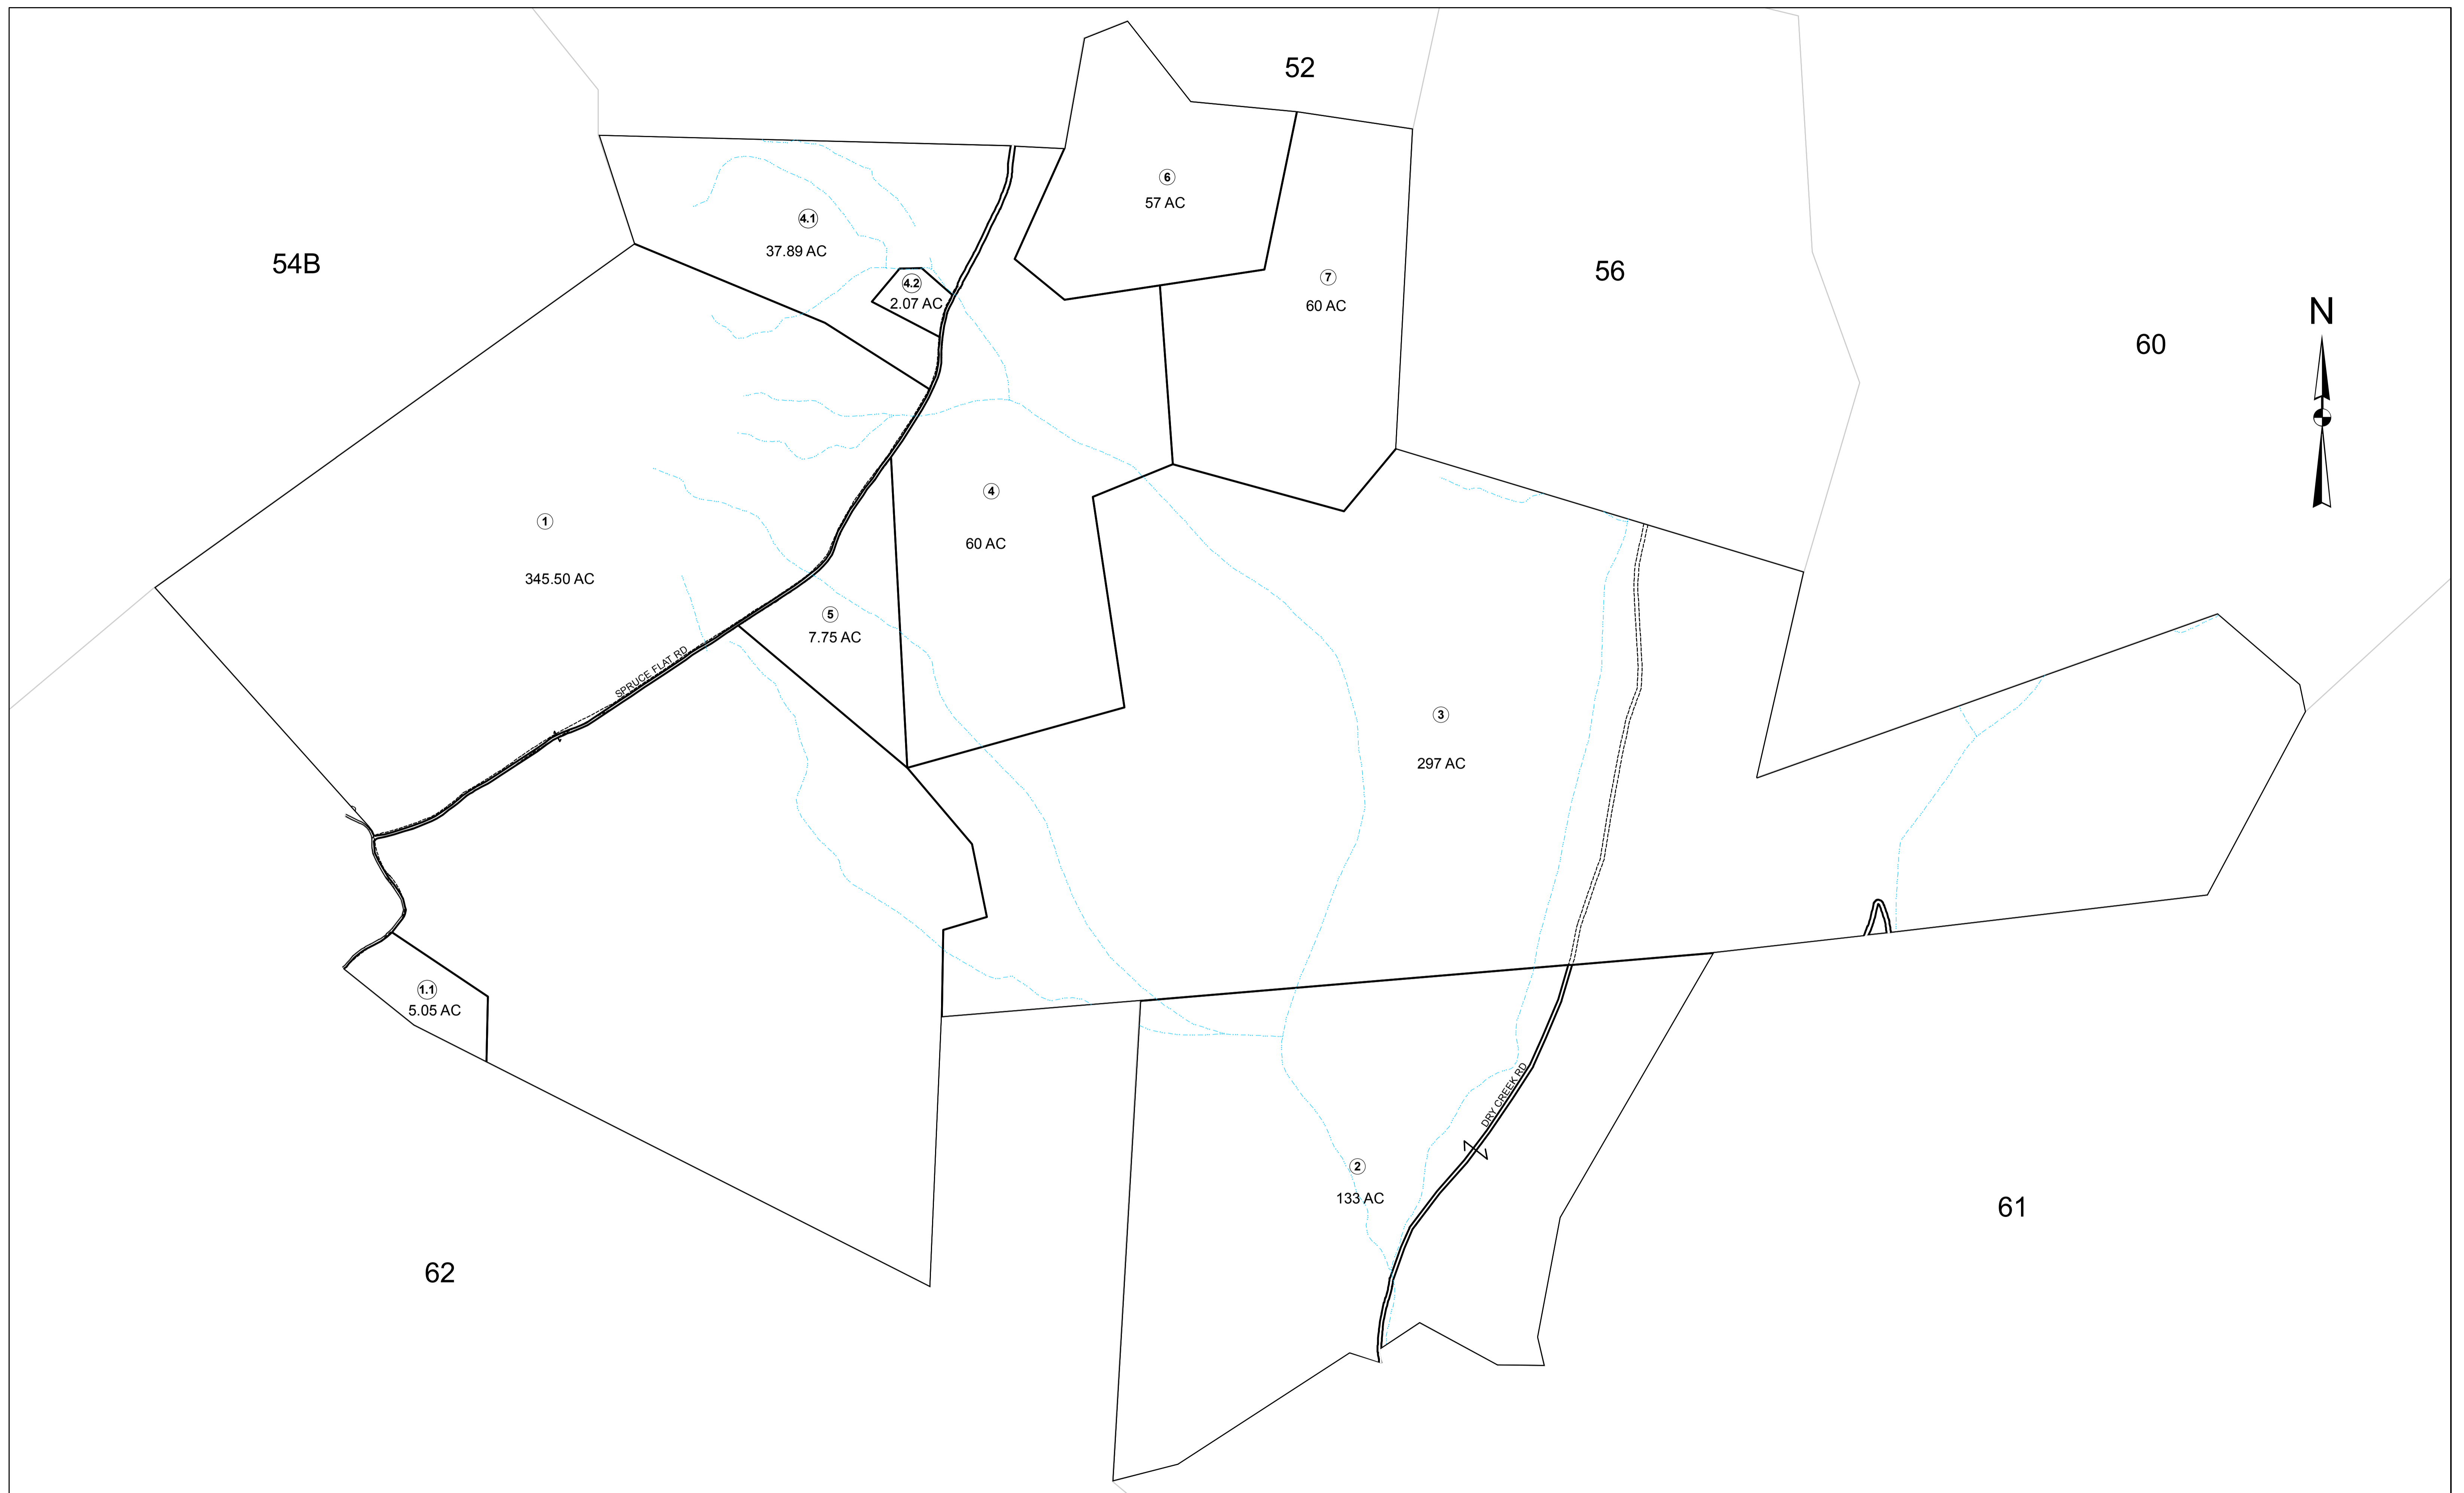 52
6
57 AC
4.1
37.89 AC
54B
56
7
60 AC
4.2
2.07 AC
N
60
4
60 AC
1
345.50 AC
5
7.75 AC
SPRUCE FLAT RD
3
297 AC
1.1
5.05 AC
DRY CREEK RD
2
133 AC
61
62